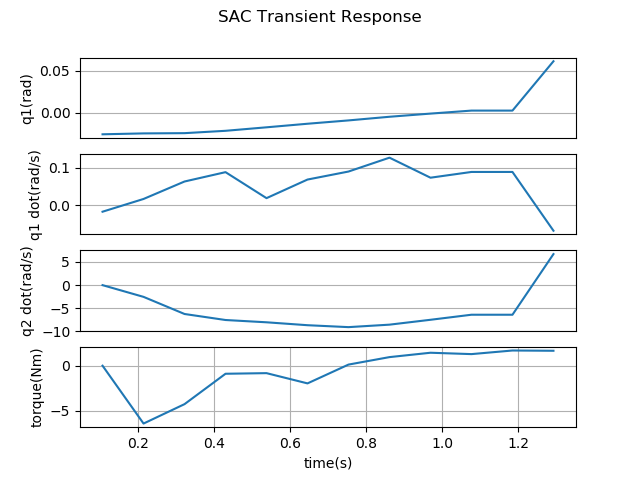 SAC Transient Response
q1(rad)
0.05
0.00
q1 dot(rad/s)
0.1
0.0
q2 dot(rad/s)
5
0
−5
−10
torque(Nm)
0
−5
0.2 0.4 0.6 0.8 1.0 1.2
time(s)